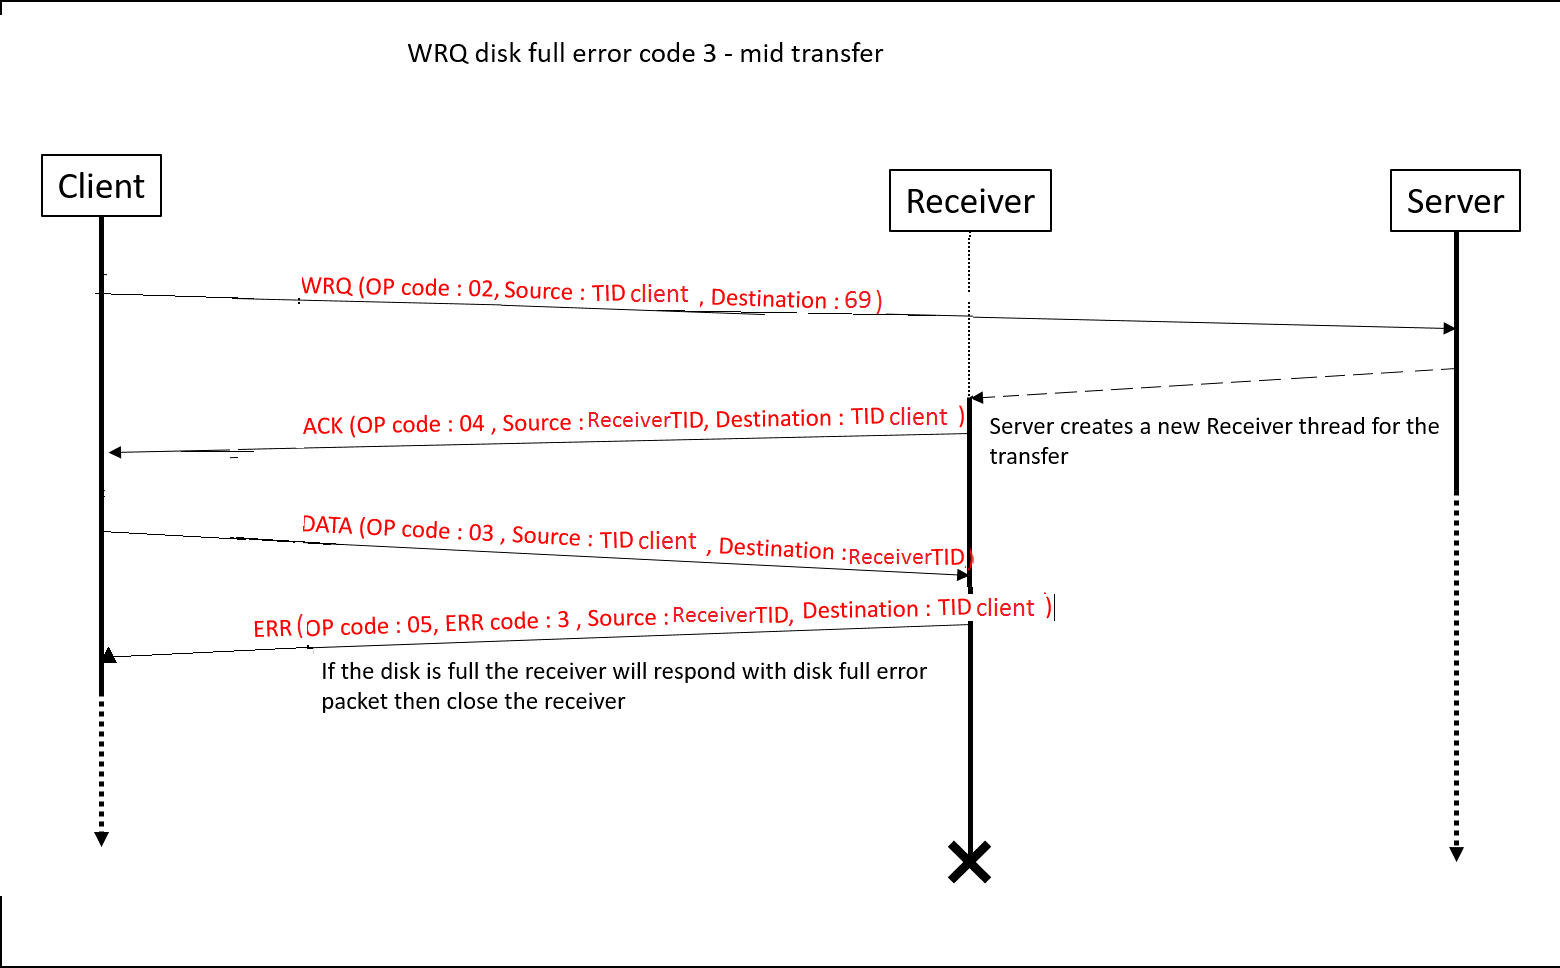 WRQ disk full error code 3 - mid transfer
Client
Receiver
Server
WRQ (OP code : 02, Source : TID client , Destination : 69 )
ACK (OP code : 04 , Source : ReceiverTID, Destination : TID client )
Server creates a new Receiver thread for the
transfer
DATA (OP code : 03 , Source : TID client , Destination : ReceiverTID )
ERR (OP code : 05, ERR code : 3 , Source : ReceiverTID, Destination : TID client )
If the disk is full the receiver will respond with disk full error
packet then close the receiver